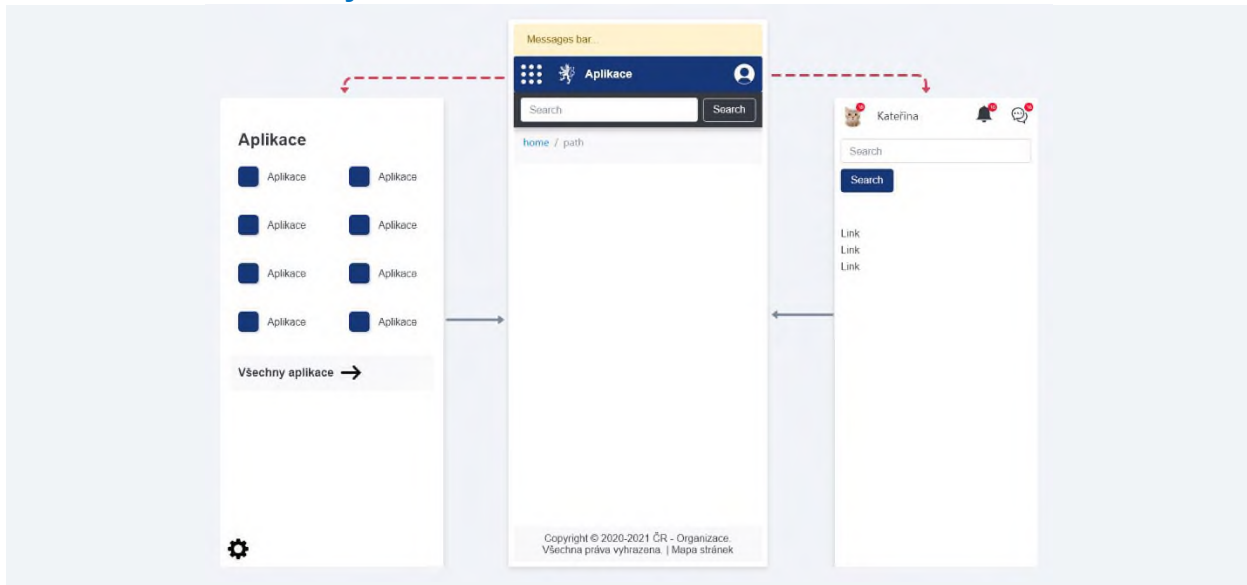 Aplikace
Aplikace Aplikace
Aplikace Aplikace
Aplikace Aplikace
Aplikace Aplikace
Všechny aplikace
Messages bar...
Aplikace
Search Search
home / path
Copyright © 2020-2021 ČR - Organizace.
Všechna práva vyhrazena. | Mapa stránek
Kateřina
Search
Search
Link
Link
Link